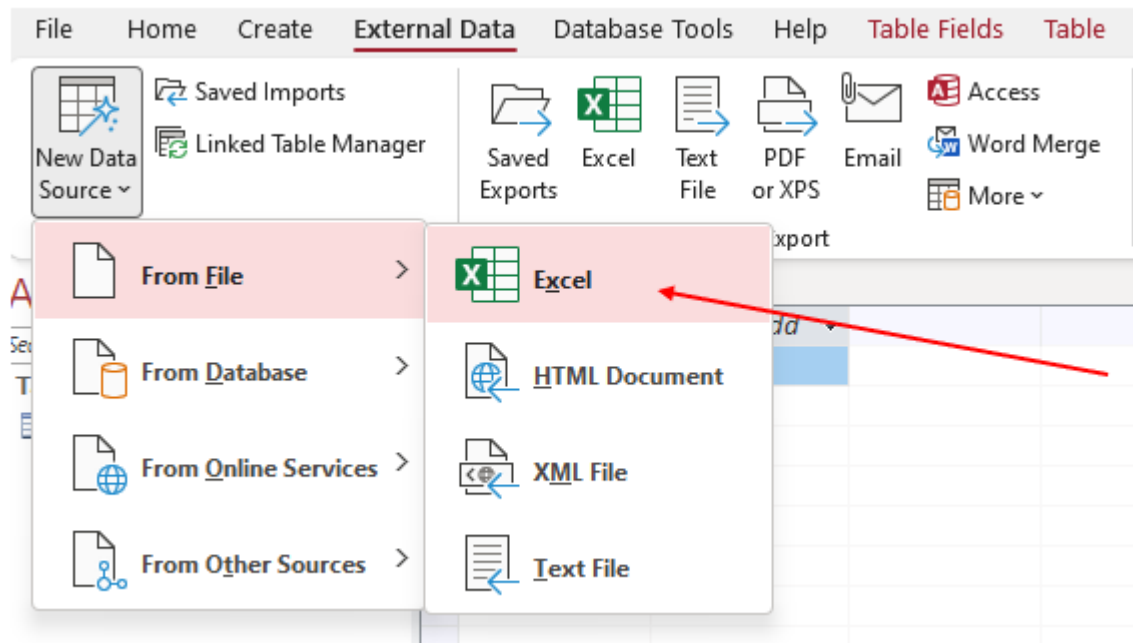 File Home Create External Data Database Tools Help Table Fields Table
Saved Imports
Linked Table Manager
New Data
Source
Saved
Exports
Excel
Text
File
PDF
or XPS
Email
Access
Word Merge
More
xport
From File
From Database
From Online Services
From Other Sources
Excel
HTML Document
XML File
Text File
A
Sea
T
dd